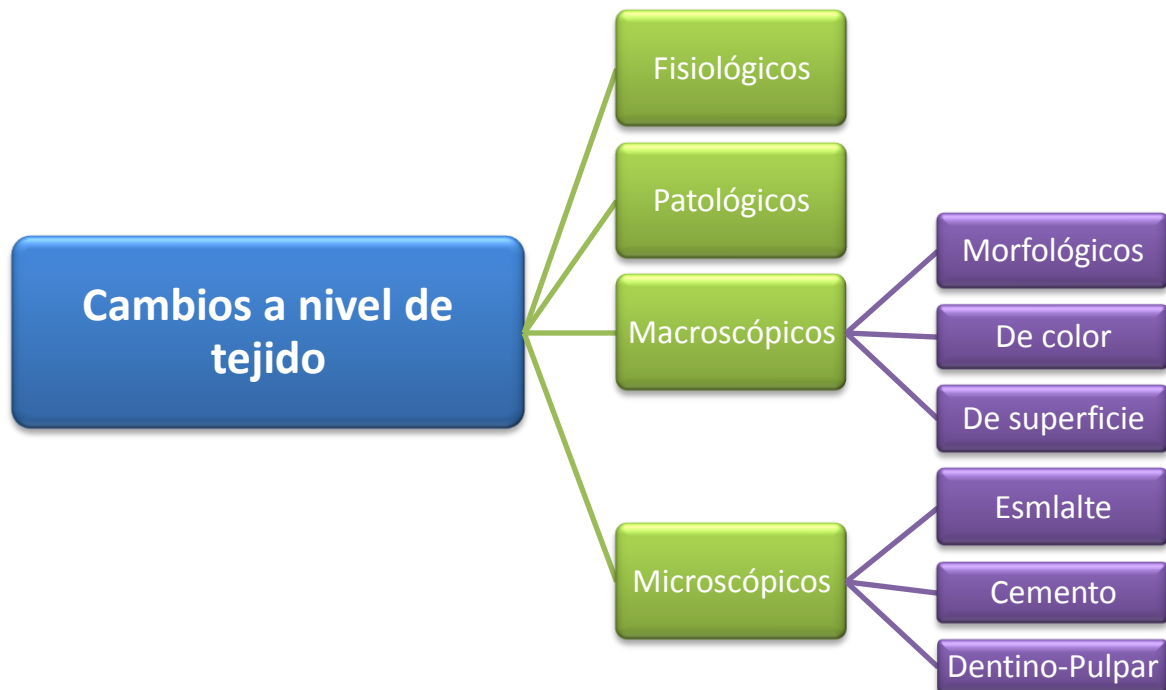 Cambios a nivel de
tejido
Fisiológicos
Patológicos
Macroscópicos
Morfológicos
De color
De superficie
Microscópicos
Esmlalte
Cemento
Dentino-Pulpar